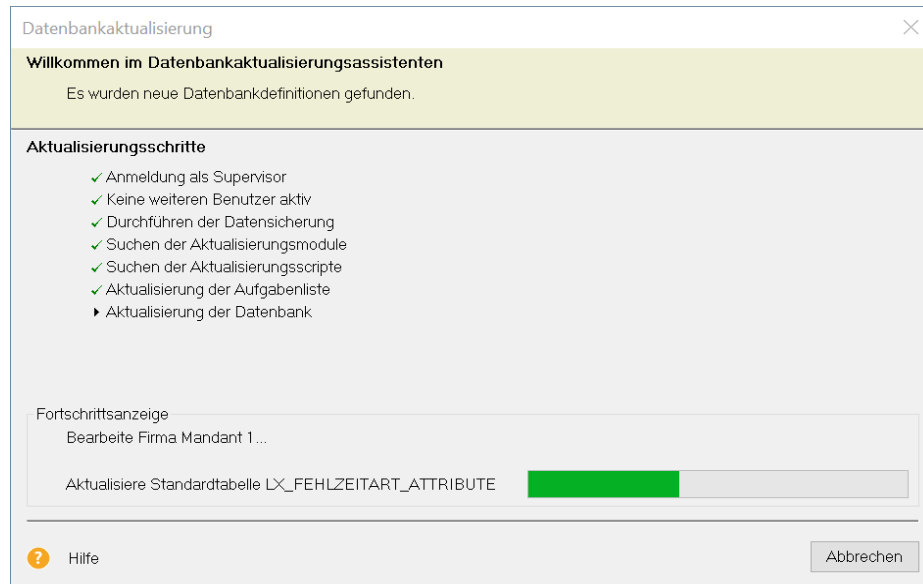 Datenbankaktualisierung
Willkommen im Datenbankaktualisierungsassistenten
Es wurden neue Datenbankdefinitionen gefunden.
Aktualisierungsschritte
Anmeldung als Supervisor
Keine weiteren Benutzer aktiv
Durchführen der Datensicherung
Suchen der Aktualisierungsmodule
Suchen der Aktualisierungsscripte
Aktualisierung der Aufgabenliste
Aktualisierung der Datenbank
Fortschrittsanzeige
Bearbeite Firma Mandant 1...
Aktualisiere Standardtabelle LX_FEHLZEITART_ATTRIBUTE
? Hilfe
Abbrechen